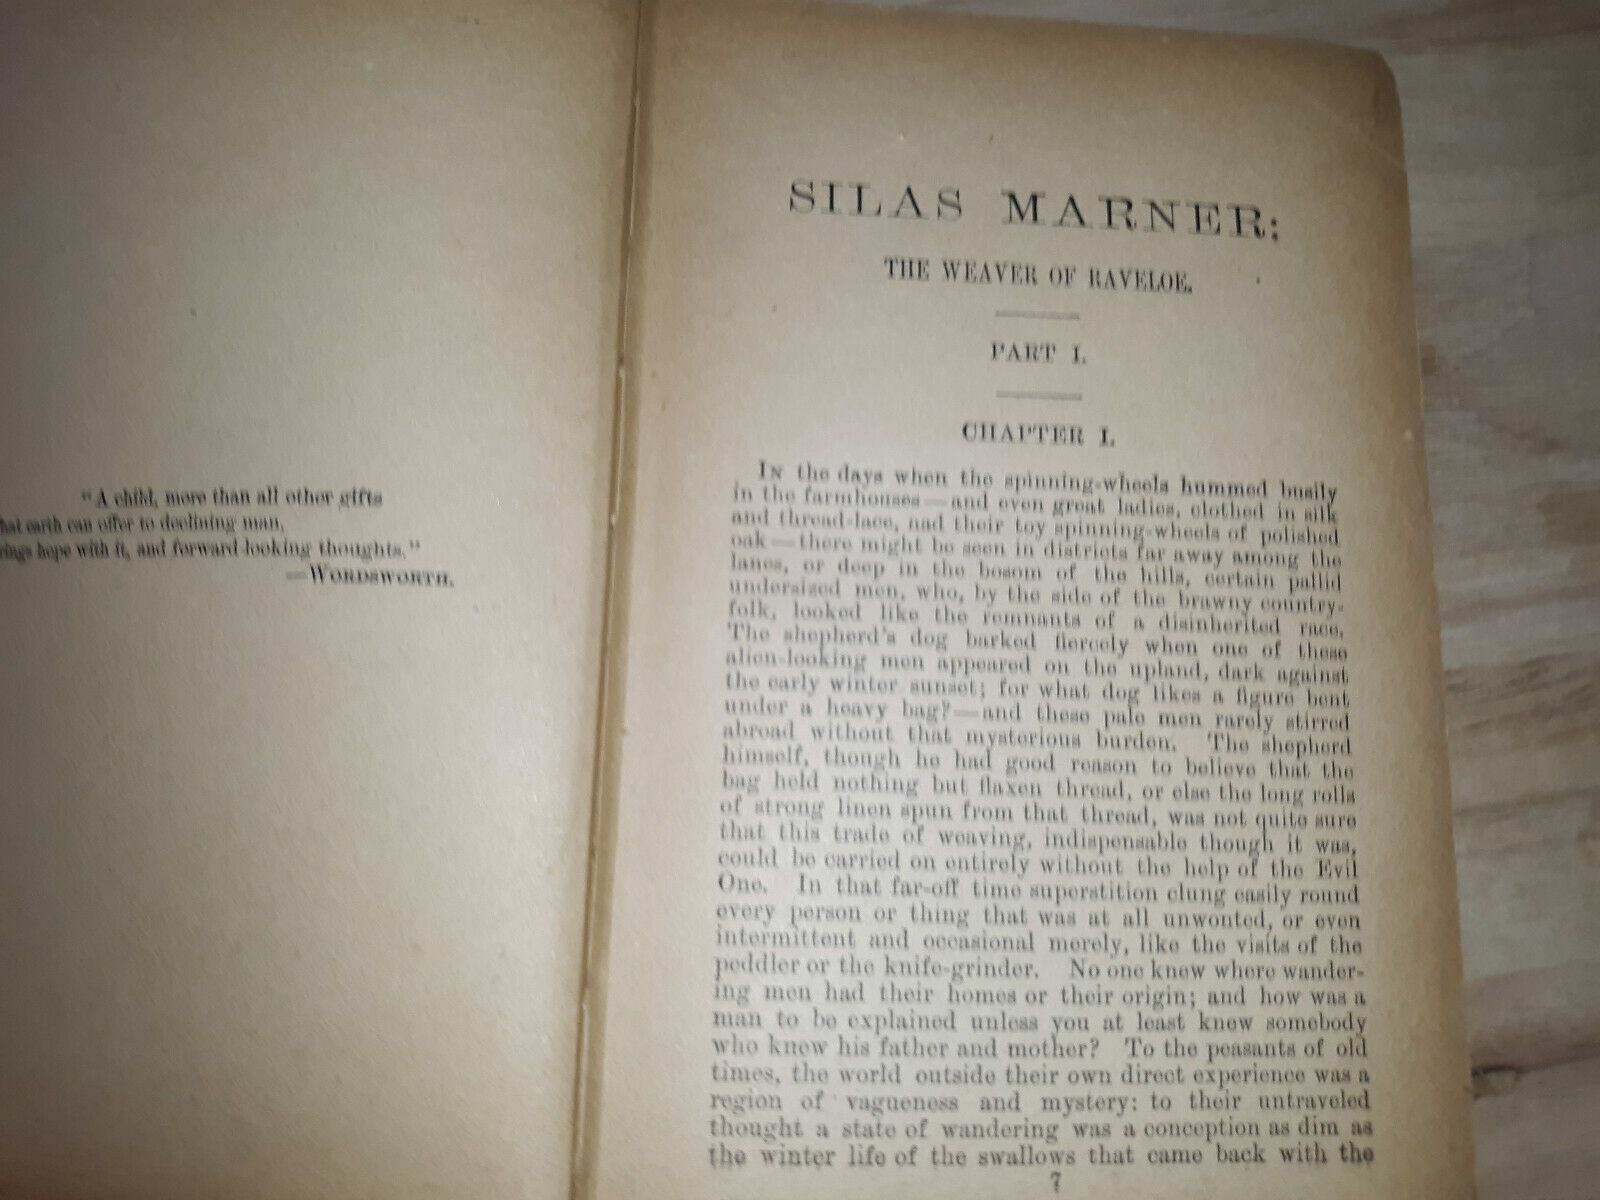 "A child, more than all other gifts
hat earth can offer to declining man,
rings hope with it, and forward-looking thoughts."
—WORDSWORTH.
SILAS MARNER:
THE WEAVER OF RAVELOE.
PART I.
CHAPTER I.
IN the days when the spinning-wheels hummed busily
in the farmhouses—and even great ladies, clothed in silk
and thread-lace, nad their toy spinning-wheels of polished
oak—there might be seen in districts far away among the
lanes, or deep in the bosom of the hills, certain pallid
undersized men, who, by the side of the brawny country-
folk, looked like the remnants of a disinherited race.
The shepherd's dog barked fiercely when one of these
alien-looking men appeared on the upland, dark against
the early winter sunset; for what dog likes a figure bent
under a heavy bag?—and these pale men rarely stirred
abroad without that mysterious burden. The shepherd
himself, though he had good reason to believe that the
bag held nothing but flaxen thread, or else the long rolls
of strong linen spun from that thread, was not quite sure
that this trade of weaving, indispensable though it was,
could be carried on entirely without the help of the Evil
One. In that far-off time superstition clung easily round
every person or thing that was at all unwonted, or even
intermittent and occasional merely, like the visits of the
peddler or the knife-grinder. No one knew where wander-
ing men had their homes or their origin; and how was a
man to be explained unless you at least knew somebody
who knew his father and mother? To the peasants of old
times, the world outside their own direct experience was a
region of vagueness and mystery: to their untraveled
thought a state of wandering was a conception as dim as
the winter life of the swallows that came back with the
7